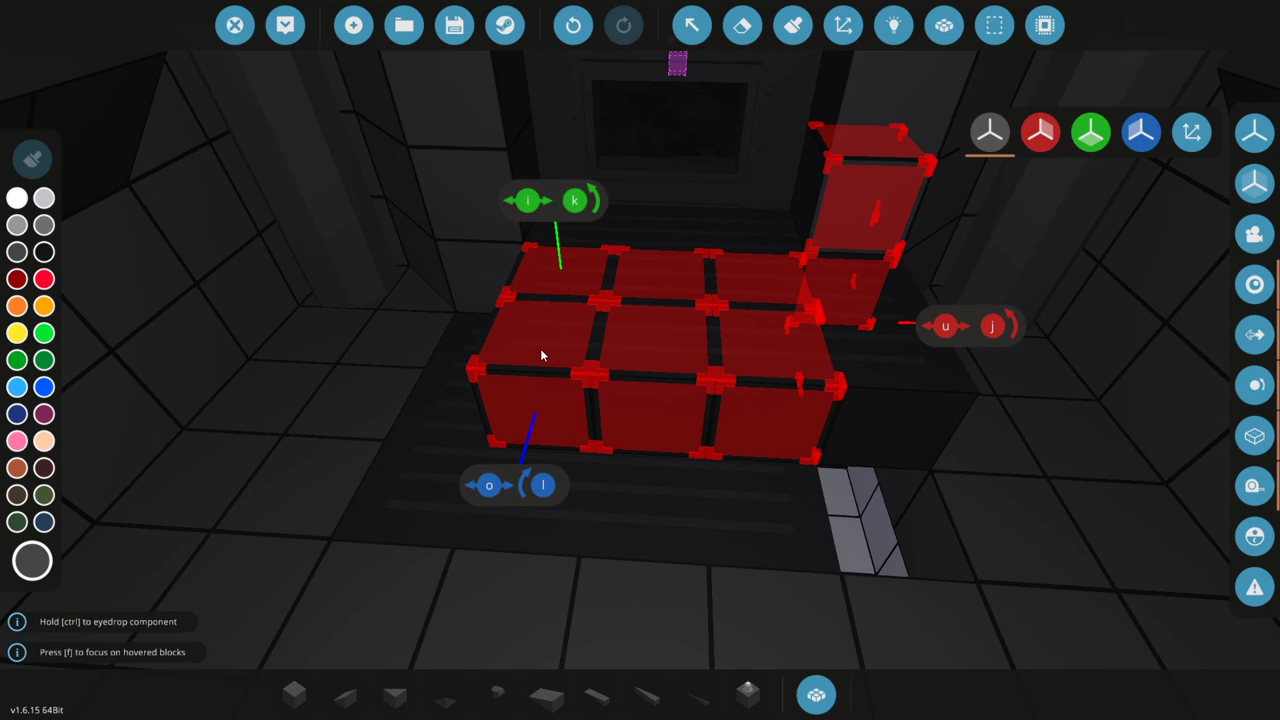 i
k
u
j
o
l
Hold [ctrl] to eyedrop component
Press [f] to focus on hovered blocks
v1.6.15 64Bit